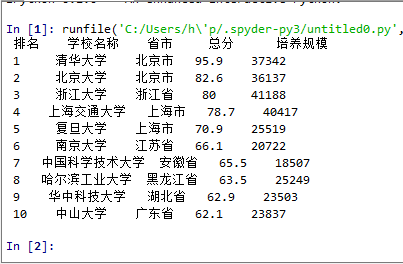 In [1]: runfile('C:/Users/h\'p/.spyder-py3/untitled0.py',
排名 学校名称 省市 总分 培养规模
1 清华大学 北京市 95.9 37342
2 北京大学 北京市 82.6 36137
3 浙江大学 浙江省 80 41188
4 上海交通大学 上海市 78.7 40417
5 复旦大学 上海市 70.9 25519
6 南京大学 江苏省 66.1 20722
7 中国科学技术大学 安徽省 65.5 18507
8 哈尔滨工业大学 黑龙江省 63.5 25249
9 华中科技大学 湖北省 62.9 23503
10 中山大学 广东省 62.1 23837
In [2]: